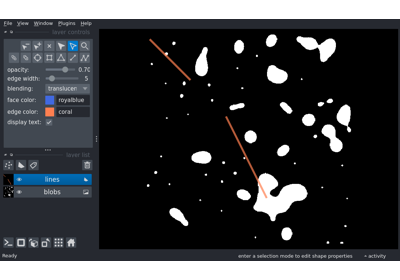 File View Window Plugins Help
layer controls
opacity: 0.70
edge width: 5
blending: translucen
face color: royalblue
edge color: coral
display text:
layer list
lines
blobs
Ready enter a selection mode to edit shape properties activity